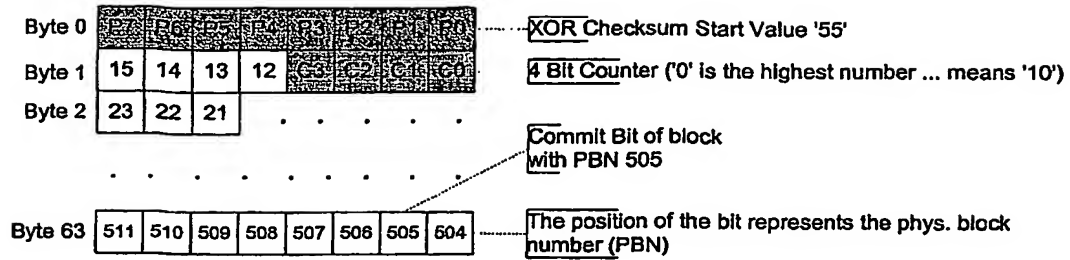 Byte 0 P7 P6 P5 P4 P3 P2 P1 P0 XOR Checksum Start Value '55'
Byte 1 15 14 13 12 C3 C2 C1 C0 4 Bit Counter ('0' is the highest number ... means '10')
Byte 2 23 22 21 . . . . .
Commit Bit of block
with PBN 505
. . . . . . . . .
Byte 63 511 510 509 508 507 506 505 504 The position of the bit represents the phys. block
number (PBN)